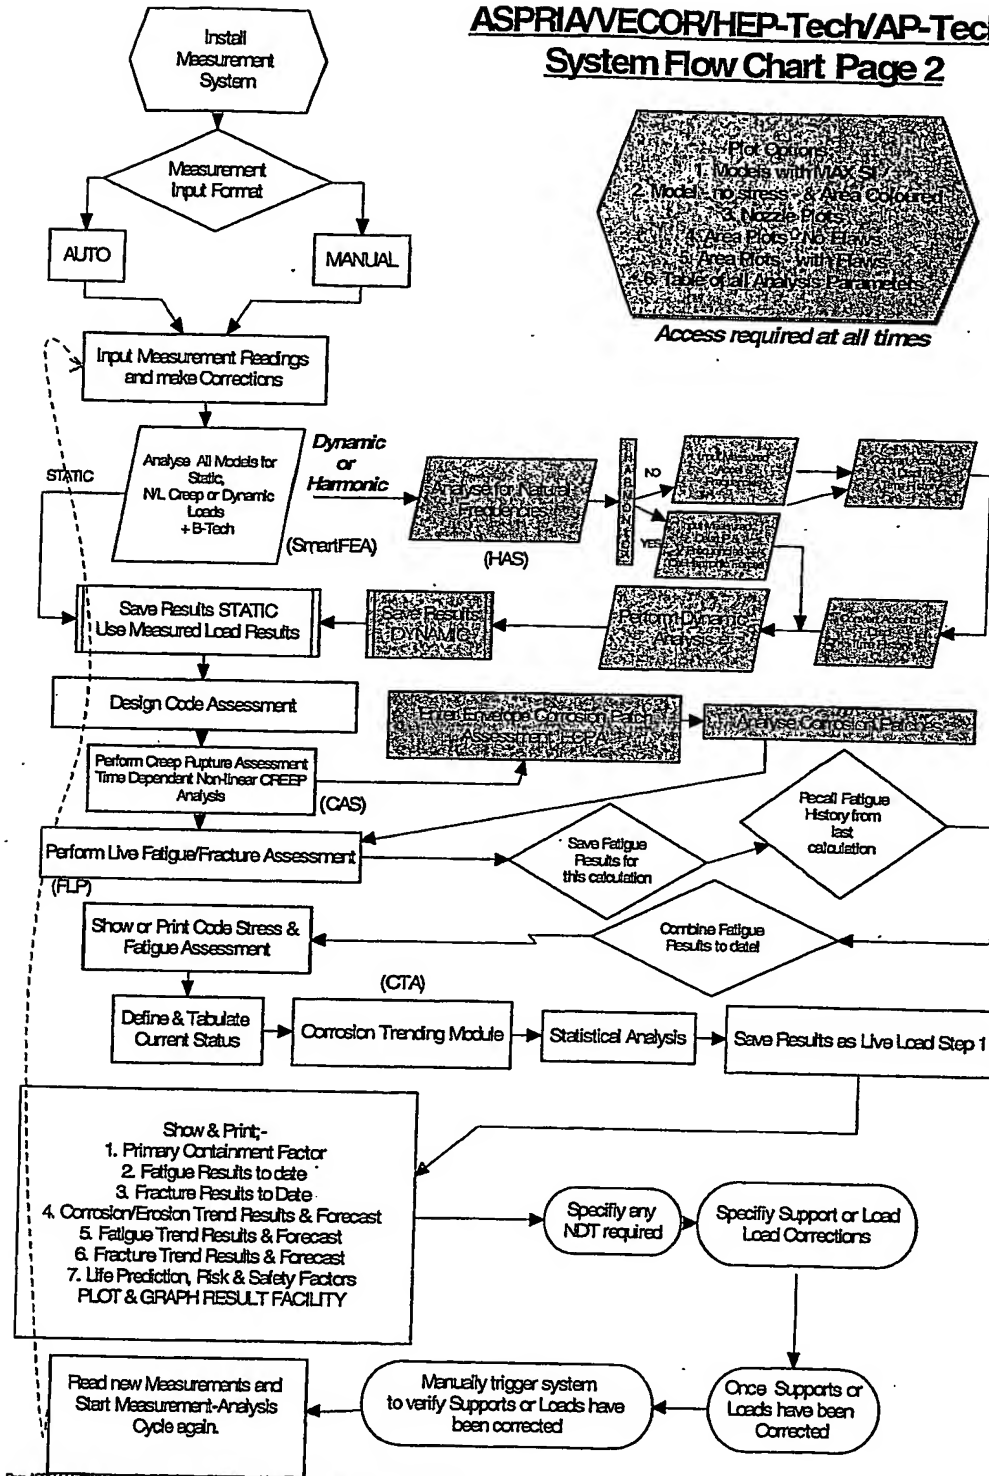 ASPRIA/VECOR/HEP-Tech/AP-Tec
System Flow Chart Page 2
Install
Measurement
System
Measurement
Input Format
AUTO
MANUAL
Plot Options
1. Models with MAX SI
2. Model - no stress & Area Coloured
3. Nozzle Plots
4. Area Plots No Flaws
5. Area Plots with Flaws
6. Table of all Analysis Parameters
Access required at all times
Input Measurement Readings
and make Corrections
STATIC
Analyse All Models for
Static,
N/L Creep or Dynamic
Loads
+ B-Tech
(SmartFEA)
Dynamic
or
Harmonic
Analyse for Natural
Frequencies
(HAS)
NO
YES
Input Measured
Save Results STATIC
Use Measured Load Results
Save Results
DYNAMIC
Perform Dynamic
Analysis
Design Code Assessment
Enter Envelope Corrosion Patch
Assessment ECPA
Analyse Corrosion Patches
Perform Creep Rupture Assessment
Time Dependent Non-linear CREEP
Analysis
(CAS)
Perform Live Fatigue/Fracture Assessment
(FLP)
Save Fatigue
Results for
this calculation
Recall Fatigue
History from
last
calculation
Show or Print Code Stress &
Fatigue Assessment
Combine Fatigue
Results to date!
(CTA)
Define & Tabulate
Current Status
Corrosion Trending Module
Statistical Analysis
Save Results as Live Load Step 1
Show & Print;-
1. Primary Containment Factor
2. Fatigue Results to date
3. Fracture Results to Date
4. Corrosion/Erosion Trend Results & Forecast
5. Fatigue Trend Results & Forecast
6. Fracture Trend Results & Forecast
7. Life Prediction, Risk & Safety Factors
PLOT & GRAPH RESULT FACILITY
Specifiy any
NDT required
Specifiy Support or Load
Load Corrections
Read new Measurements and
Start Measurement-Analysis
Cycle again.
Manually trigger system
to verify Supports or Loads have
been corrected
Once Supports or
Loads have been
Corrected